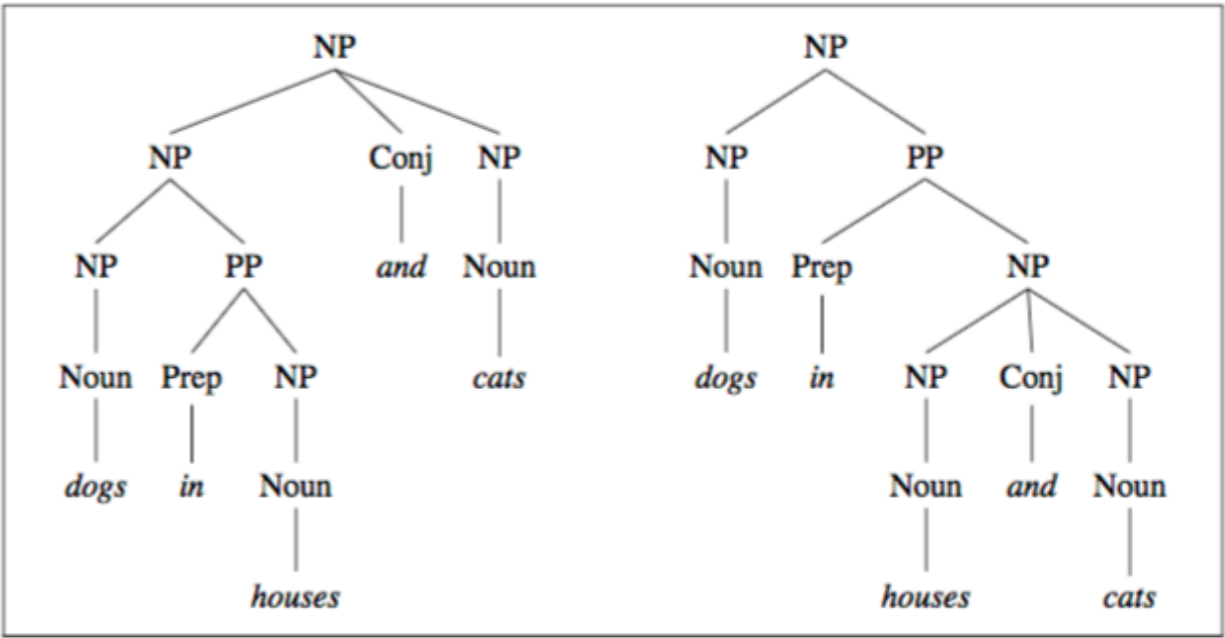 NP NP
NP Conj NP NP PP
NP PP and Noun Noun Prep NP
Noun Prep NP cats dogs in NP Conj NP
dogs in Noun Noun and Noun
houses houses cats